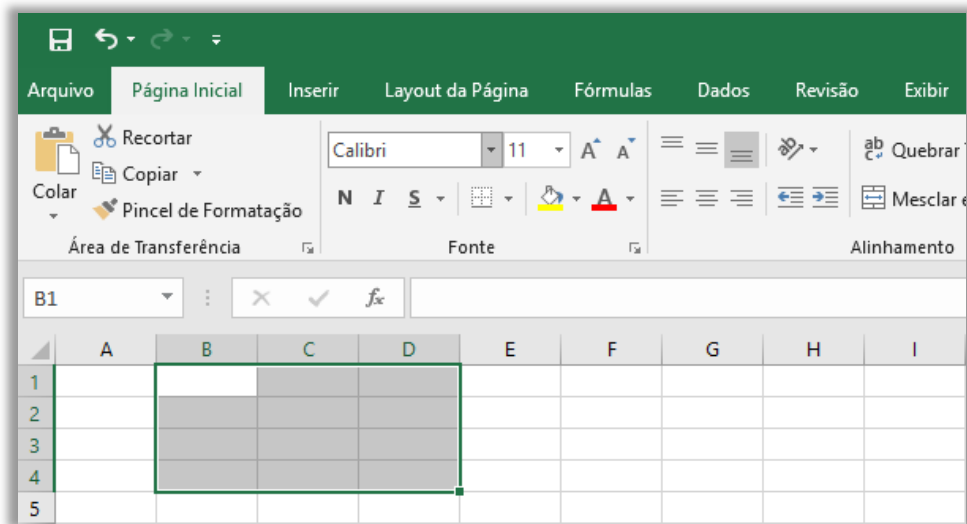 Arquivo Página Inicial Inserir Layout da Página Fórmulas Dados Revisão Exibir
Colar
Recortar
Copiar
Pincel de Formatação
Área de Transferência
Calibri 11 A A
N I S A
Fonte
ab c Quebrar
Mesclar e
Alinhamento
B1 fx
A B C D E F G H I
1
2
3
4
5